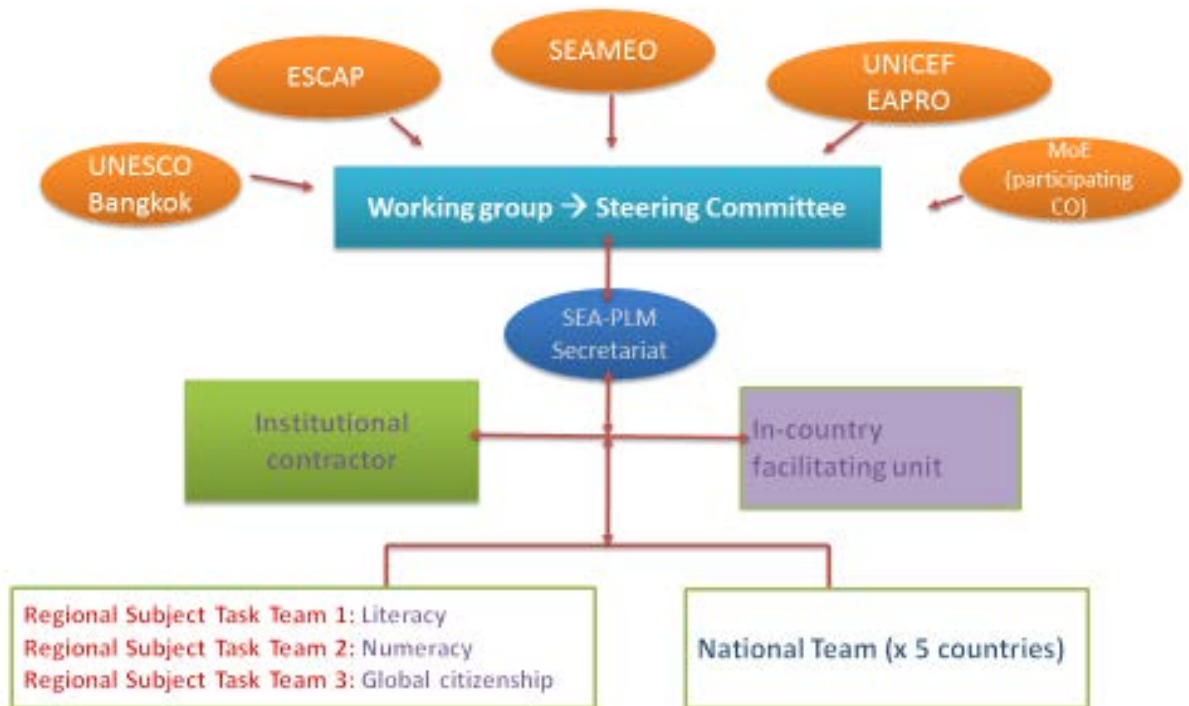 SEAMEO
ESCAP
UNICEF
EAPRO
UNESCO
Bangkok
MoE
(participating
CO)
Working group → Steering Committee
SEA-PLM
Secretariat
Institutional
contractor
In-country
facilitating unit
Regional Subject Task Team 1: Literacy
Regional Subject Task Team 2: Numeracy
Regional Subject Task Team 3: Global citizenship
National Team (x 5 countries)